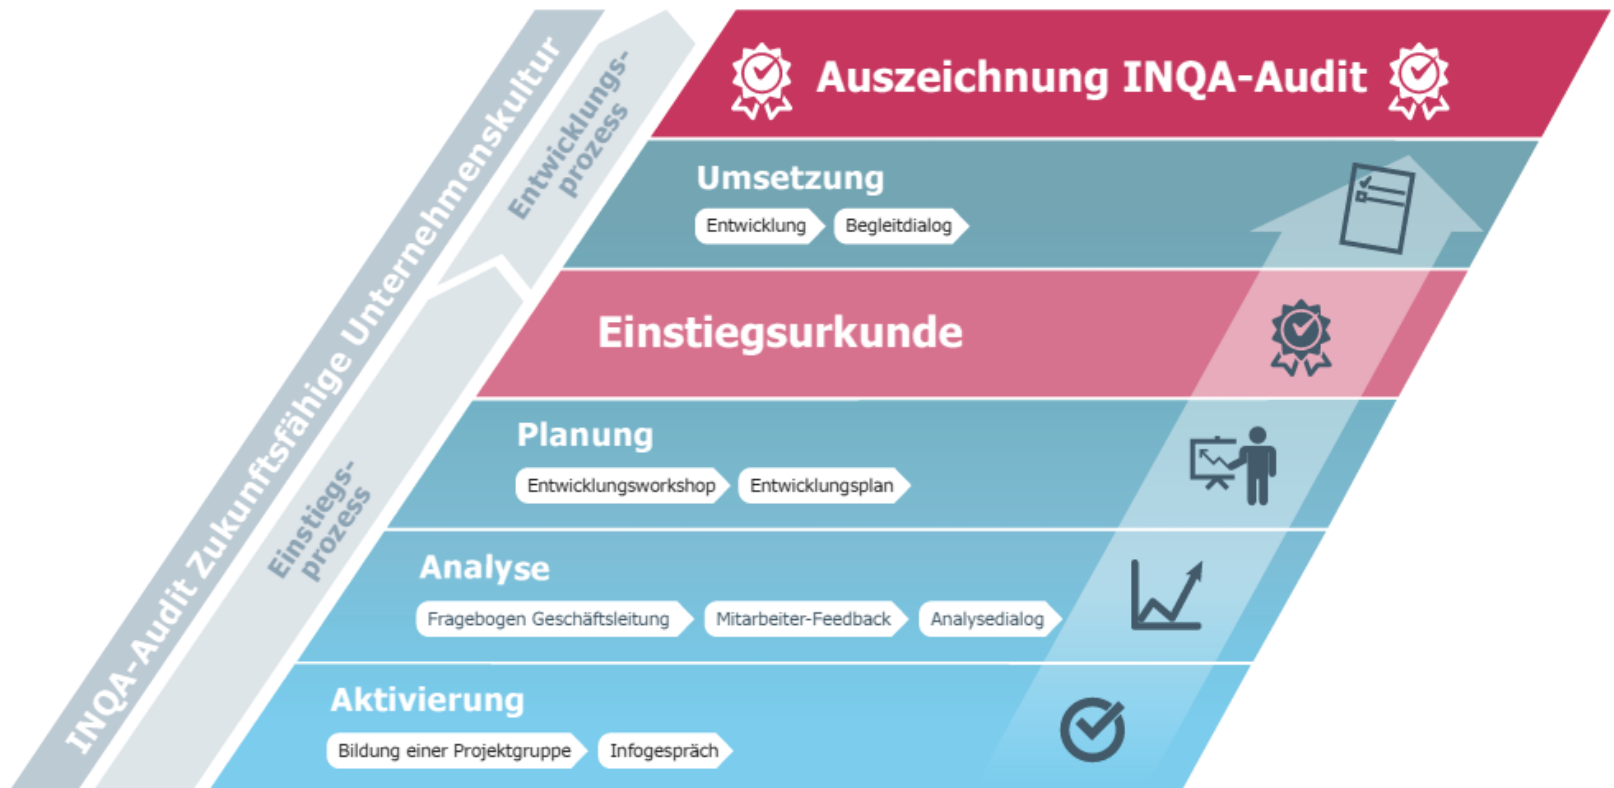 INQA-Audit Zukunftsfähige Unternehmenskultur
Entwicklungs-
prozess
Einstiegs-
prozess
Auszeichnung INQA-Audit
Umsetzung
Entwicklung
Begleitdialog
Einstiegsurkunde
Planung
Entwicklungsworkshop
Entwicklungsplan
Analyse
Fragebogen Geschäftsleitung
Mitarbeiter-Feedback
Analysedialog
Aktivierung
Bildung einer Projektgruppe
Infogespräch